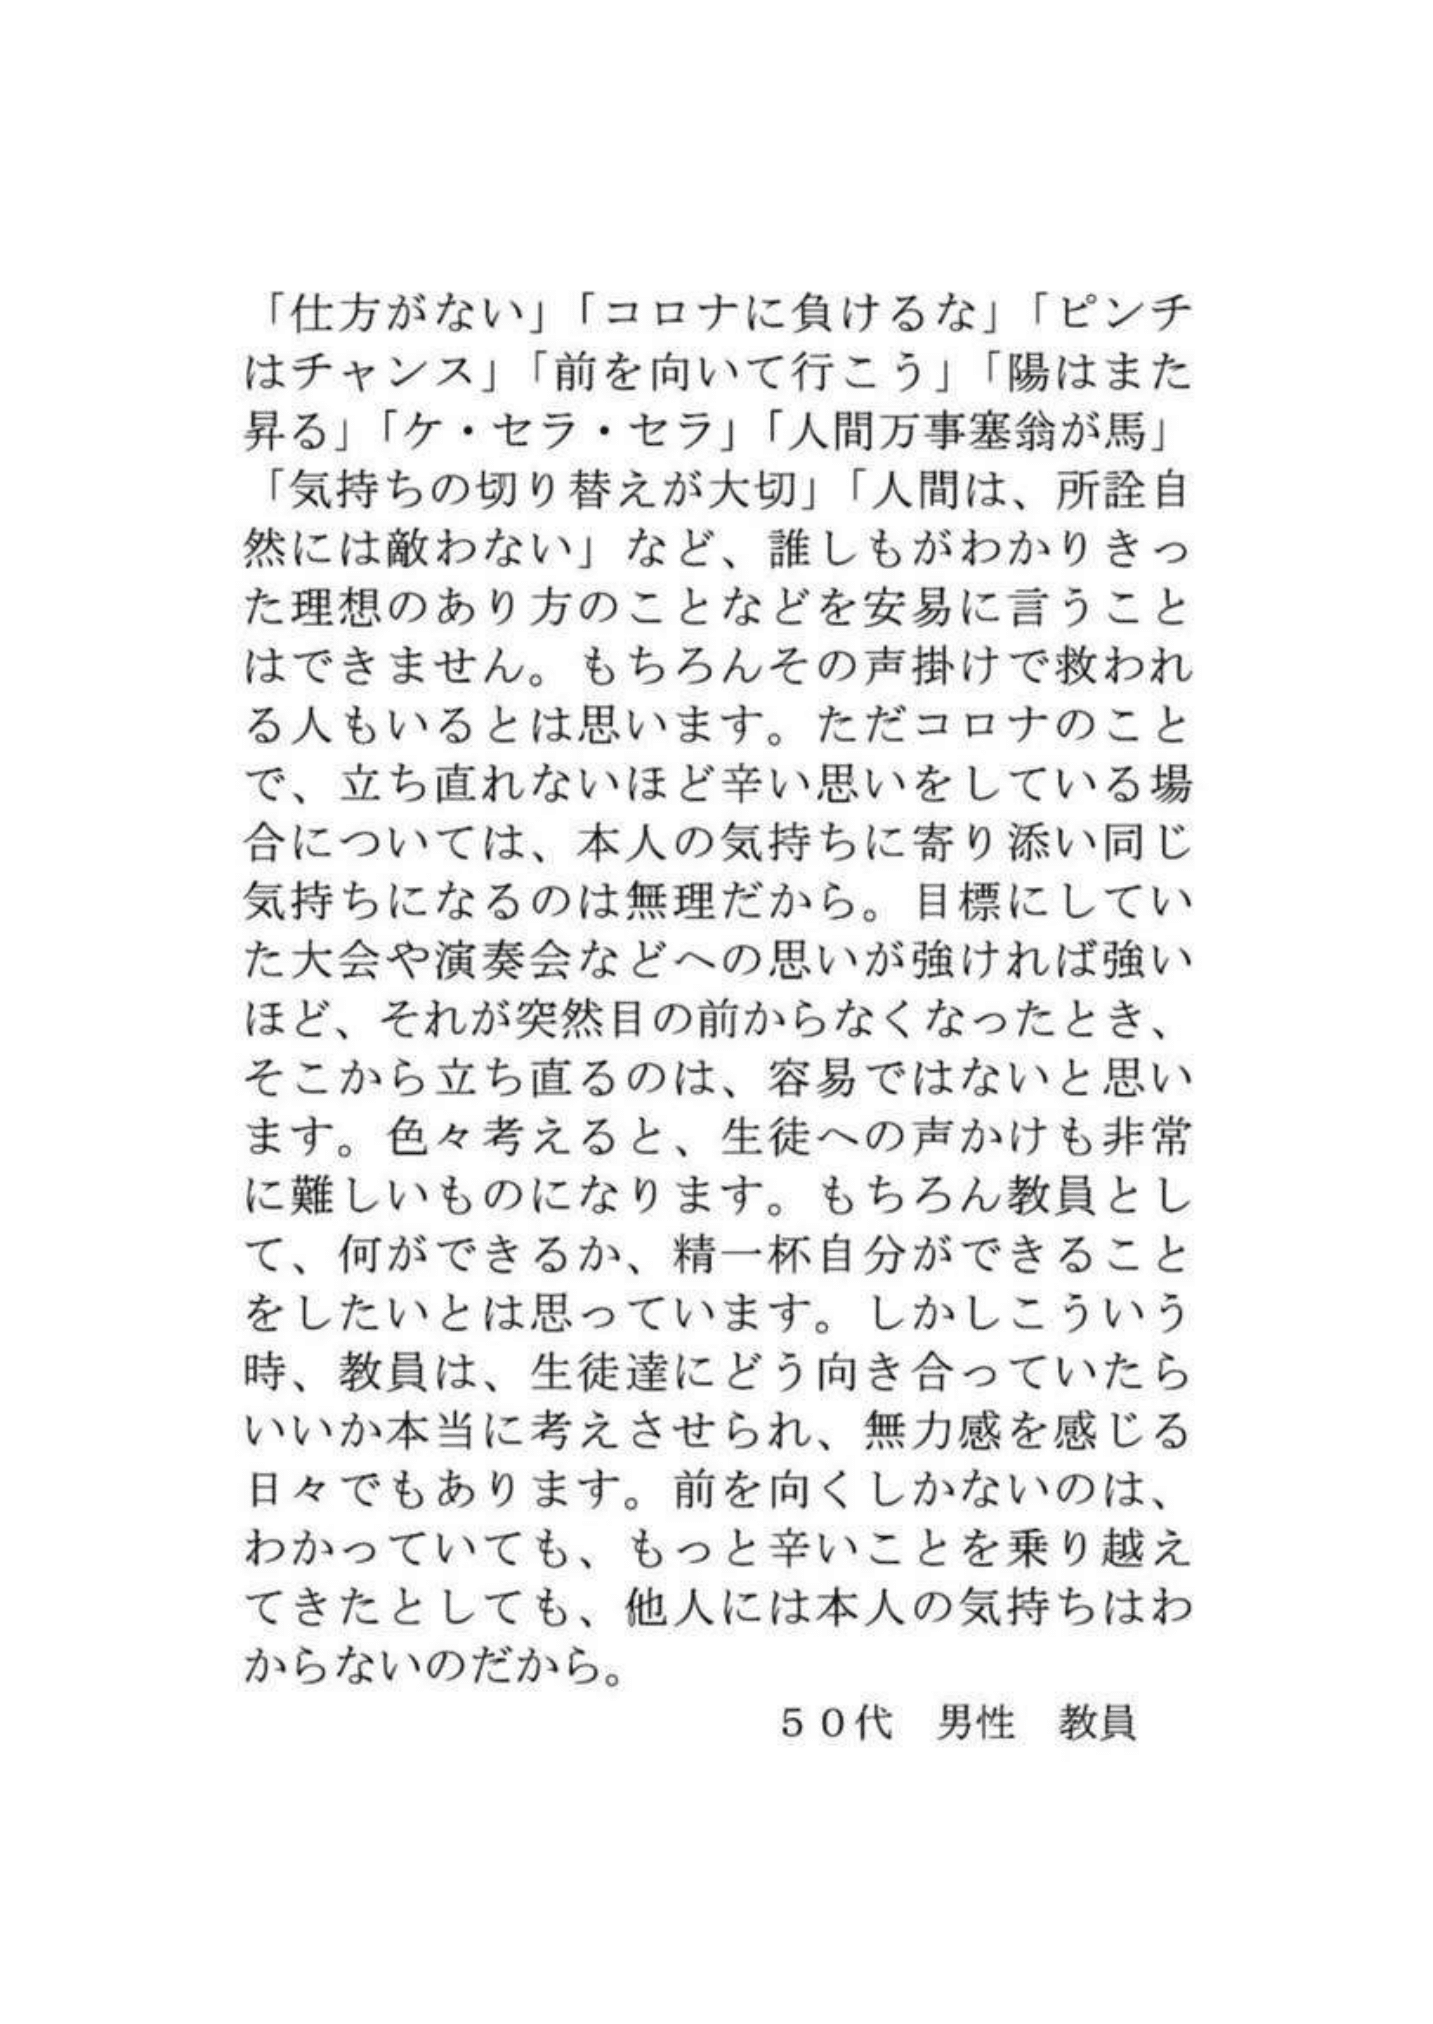 「仕方がない」「コロナに負けるな」「ピンチ
はチャンス」「前を向いて行こう」「陽はまた
昇る」「ケ・セラ・セラ」「人間万事塞翁が馬」
「気持ちの切り替えが大切」「人間は、所詮自
然には敵わない」など、誰しもがわかりきっ
た理想のあり方のことなどを安易に言うこと
はできません。もちろんその声掛けで救われ
る人もいるとは思います。ただコロナのこと
で、立ち直れないほど辛い思いをしている場
合については、本人の気持ちに寄り添い同じ
気持ちになるのは無理だから。目標にしてい
た大会や演奏会などへの思いが強ければ強い
ほど、それが突然目の前からなくなったとき、
そこから立ち直るのは、容易ではないと思い
ます。色々考えると、生徒への声かけも非常
に難しいものになります。もちろん教員とし
て、何ができるか、精一杯自分ができること
をしたいとは思っています。しかしこういう
時、教員は、生徒達にどう向き合っていたら
いいか本当に考えさせられ、無力感を感じる
日々でもあります。前を向くしかないのは、
わかっていても、もっと辛いことを乗り越え
てきたとしても、他人には本人の気持ちはわ
からないのだから。
５０代　男性　教員